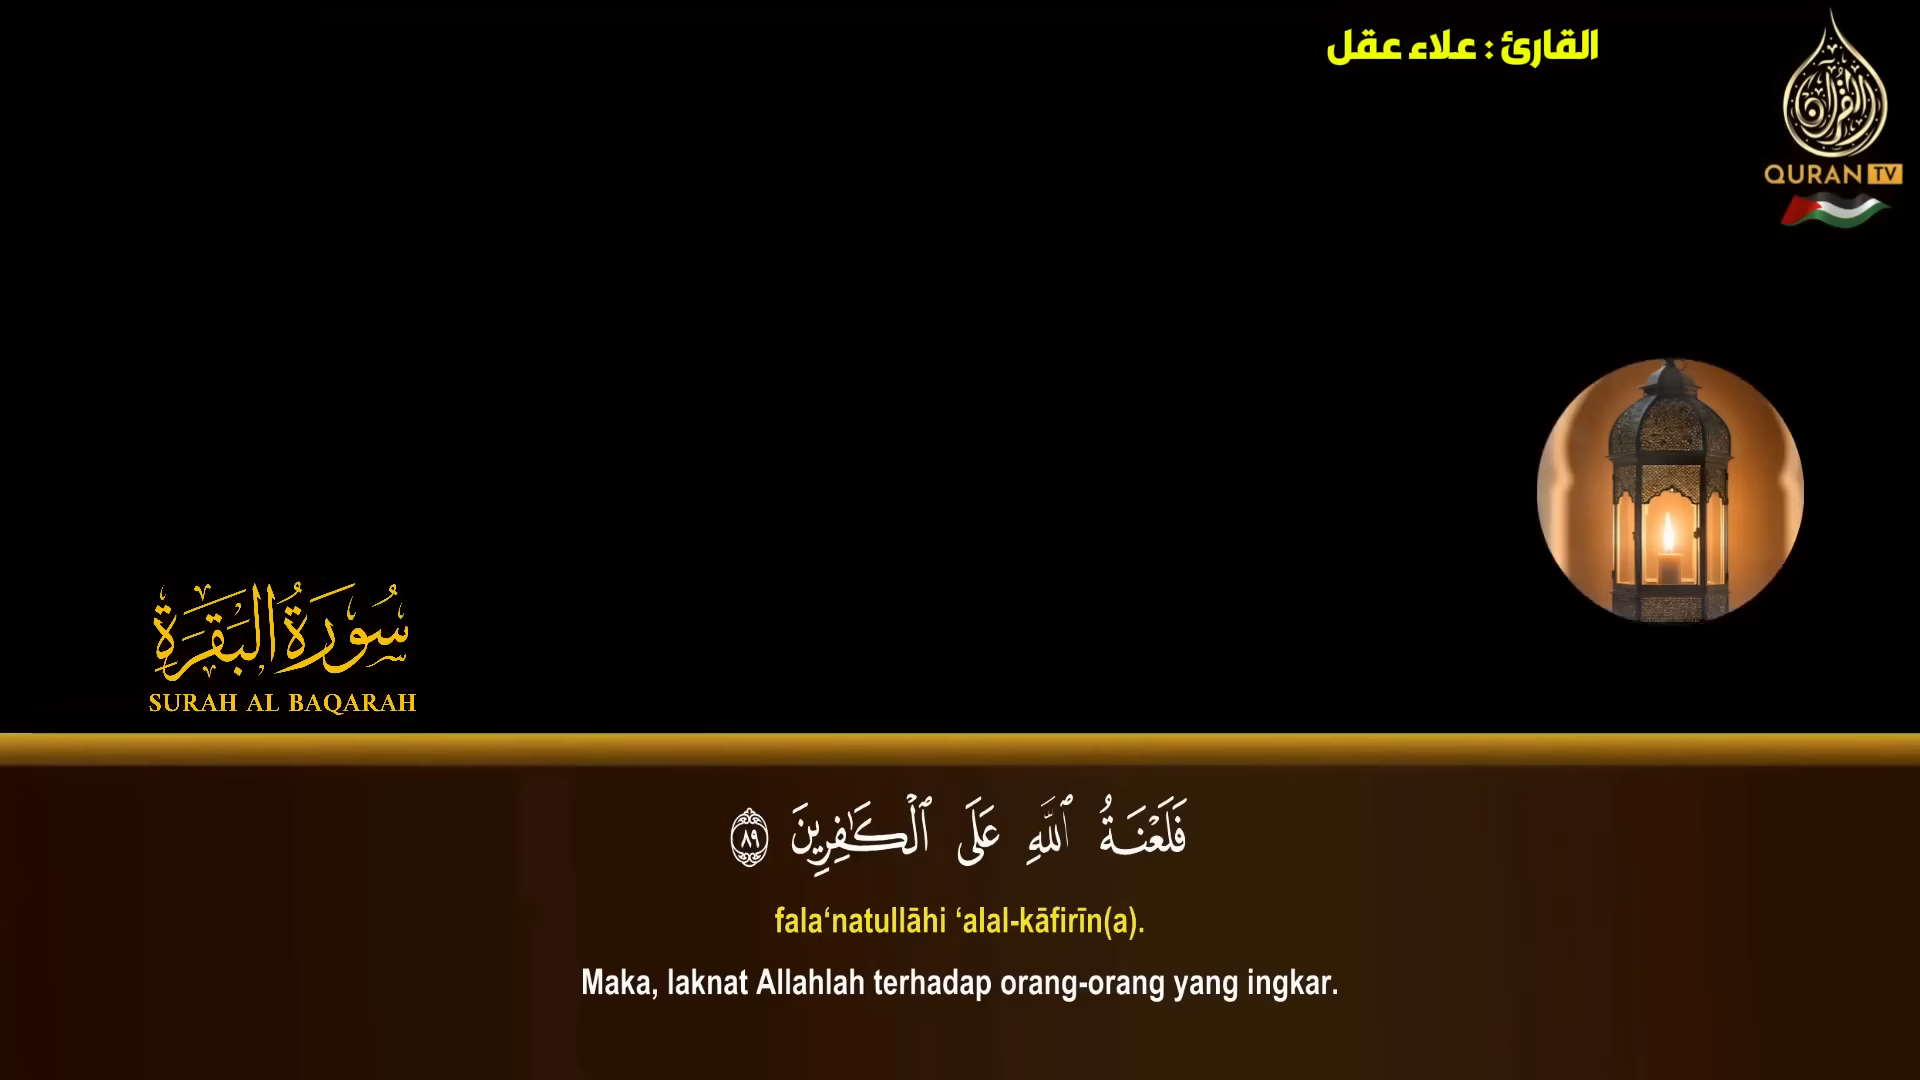 القارئ : علاء عقل
القرآن
QURAN TV
سُورَةُ البَقَرَةِ
SURAH AL BAQARAH
فَلَعْنَةُ ٱللَّهِ عَلَى ٱلْكَـٰفِرِينَ ٨٩
fala‘natullāhi ‘alal-kāfirīn(a).
Maka, laknat Allahlah terhadap orang-orang yang ingkar.